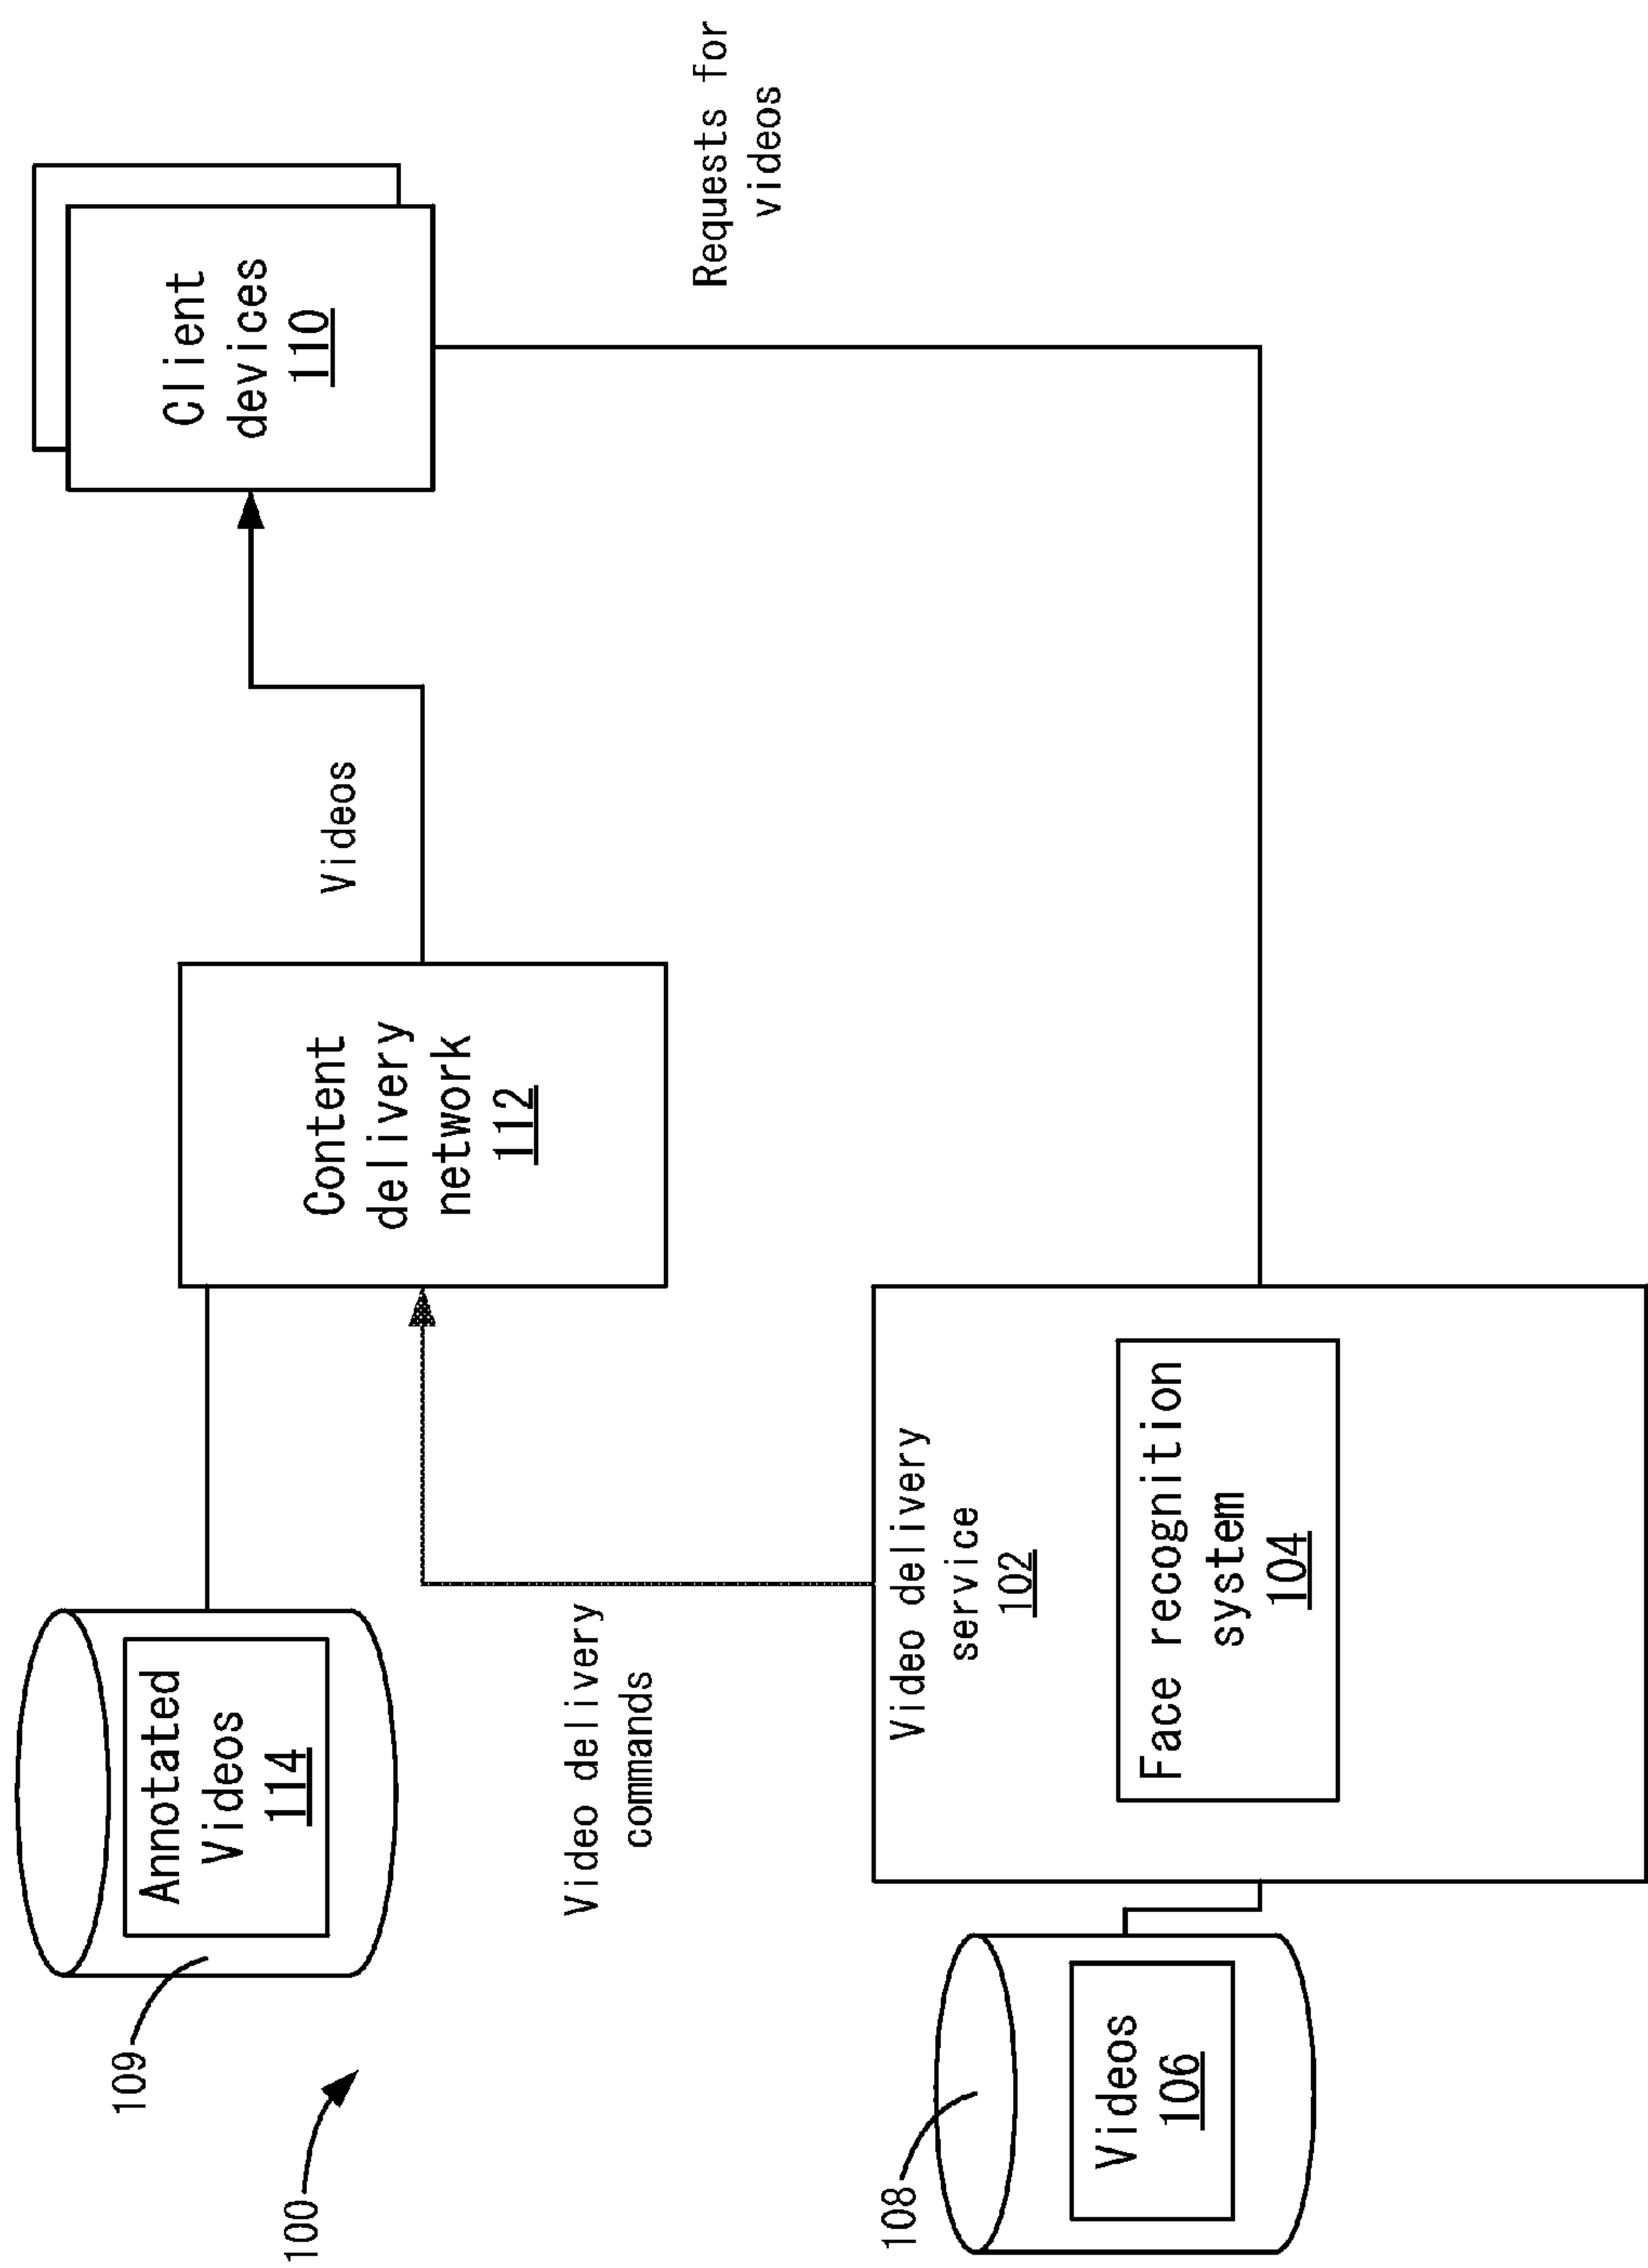 100
109
Annotated
Videos
114
Content
delivery
network
112
Videos
Client
devices
110
Video delivery
commands
Requests for
videos
108
Videos
106
Video delivery
service
102
Face recognition
system
104